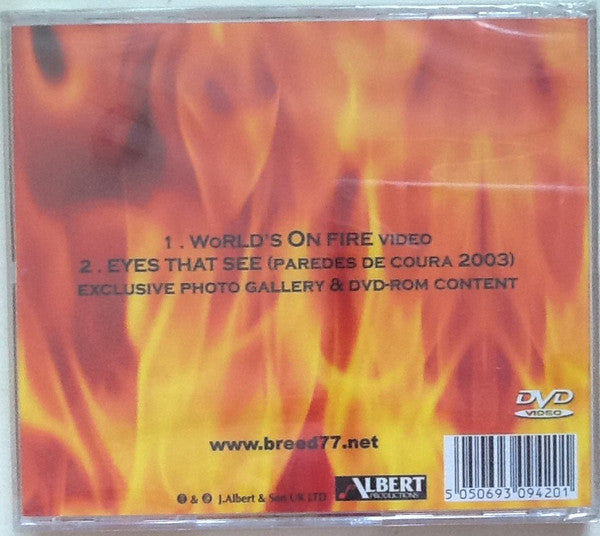 1 . WoRLD'S ON FIRE VIDEO
2 . EYES THAT SEE (PAREDES DE COURA 2003)
EXCLUSIVE PHOTO GALLERY & DVD-ROM CONTENT
DVD
VIDEO
www.breed77.net
℗ & © J.Albert & Son UK LTD
ALBERT
PRODUCTIONS
5 050693 094201